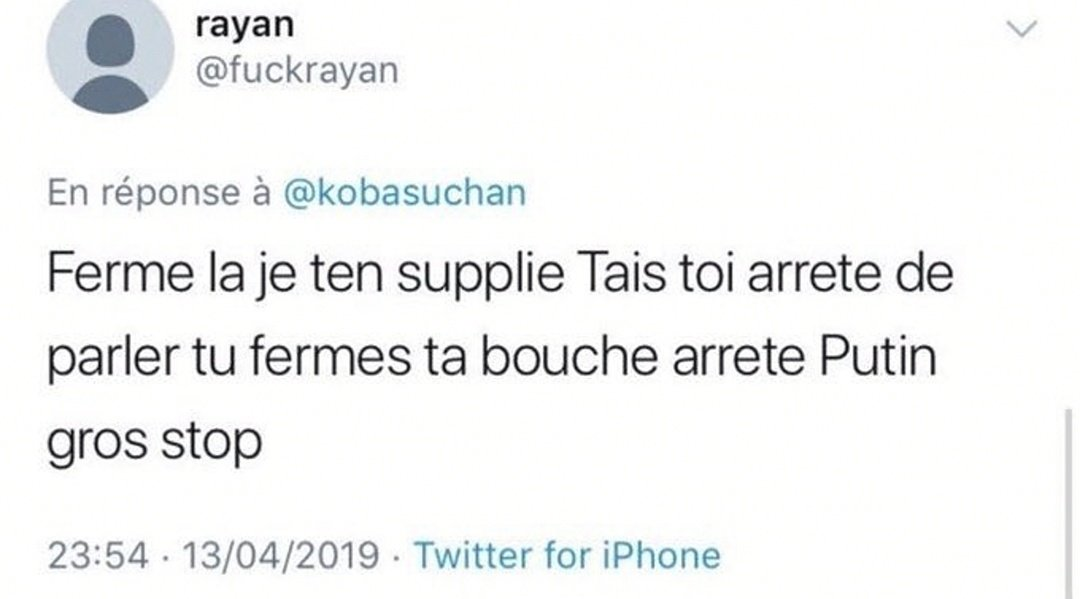 rayan
@fuckrayan
En réponse à @kobasuchan
Ferme la je ten supplie Tais toi arrete de
parler tu fermes ta bouche arrete Putin
gros stop
23:54 · 13/04/2019 · Twitter for iPhone